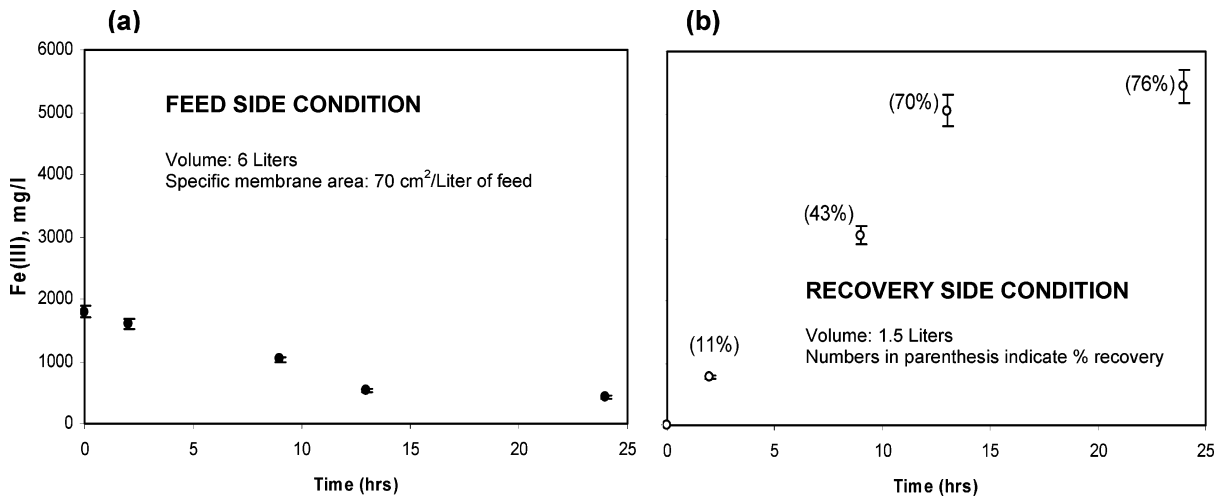 (a)
Fe(III), mg/l
6000
5000
4000
3000
2000
1000
0
FEED SIDE CONDITION
Volume: 6 Liters
Specific membrane area: 70 cm²/Liter of feed
0 5 10 15 20 25
Time (hrs)
(b)
(76%)
(70%)
(43%)
(11%)
RECOVERY SIDE CONDITION
Volume: 1.5 Liters
Numbers in parenthesis indicate % recovery
0 5 10 15 20 25
Time (hrs)